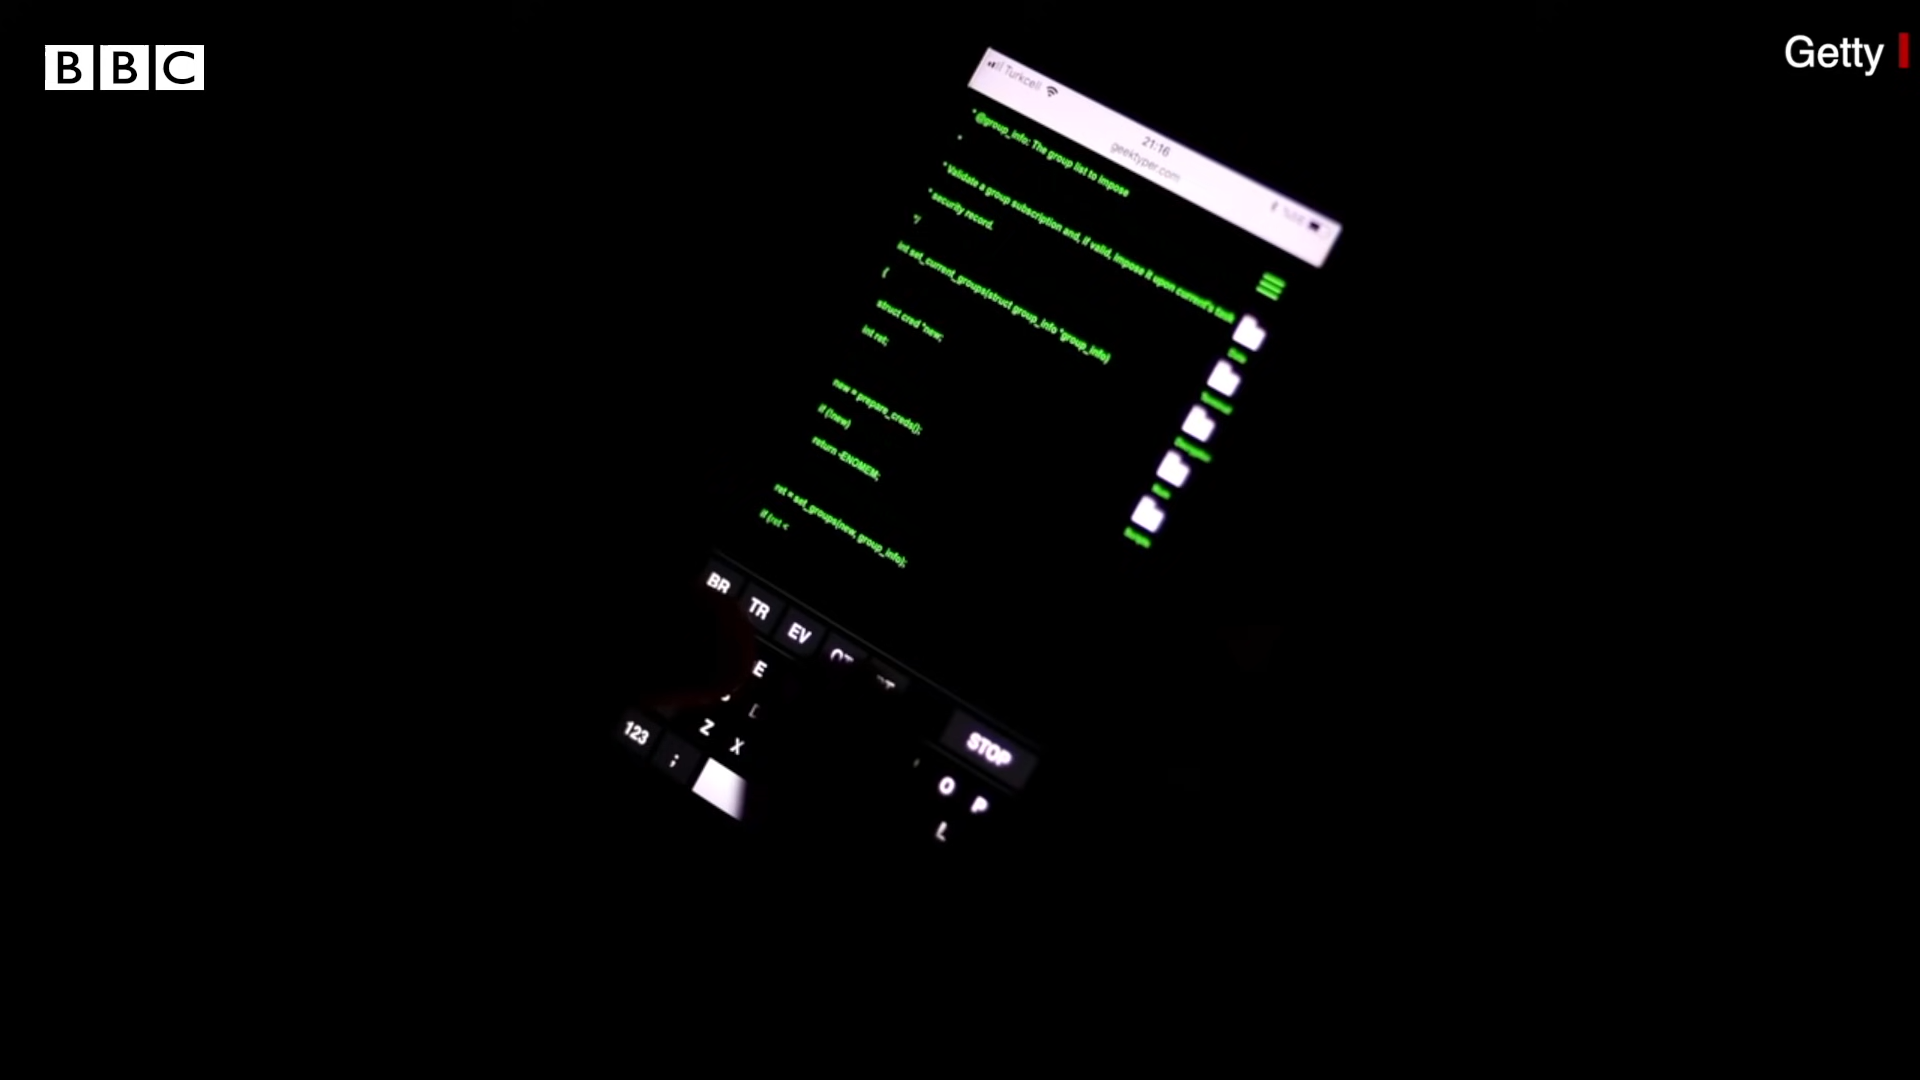 BBC
Getty
Turkcell
21:16
geektyper.com
* @group_info: The group list to impose
*
* Validate a group subscription and, if valid, impose it upon current's task
* security record.
*/
int set_current_groups(struct group_info *group_info)
{
struct cred *new;
int ret;
new = prepare_creds();
if (!new)
return -ENOMEM;
ret = set_groups(new, group_info);
if (ret <
BR TR EV
STOP
E O P
L
Z X
123 ;